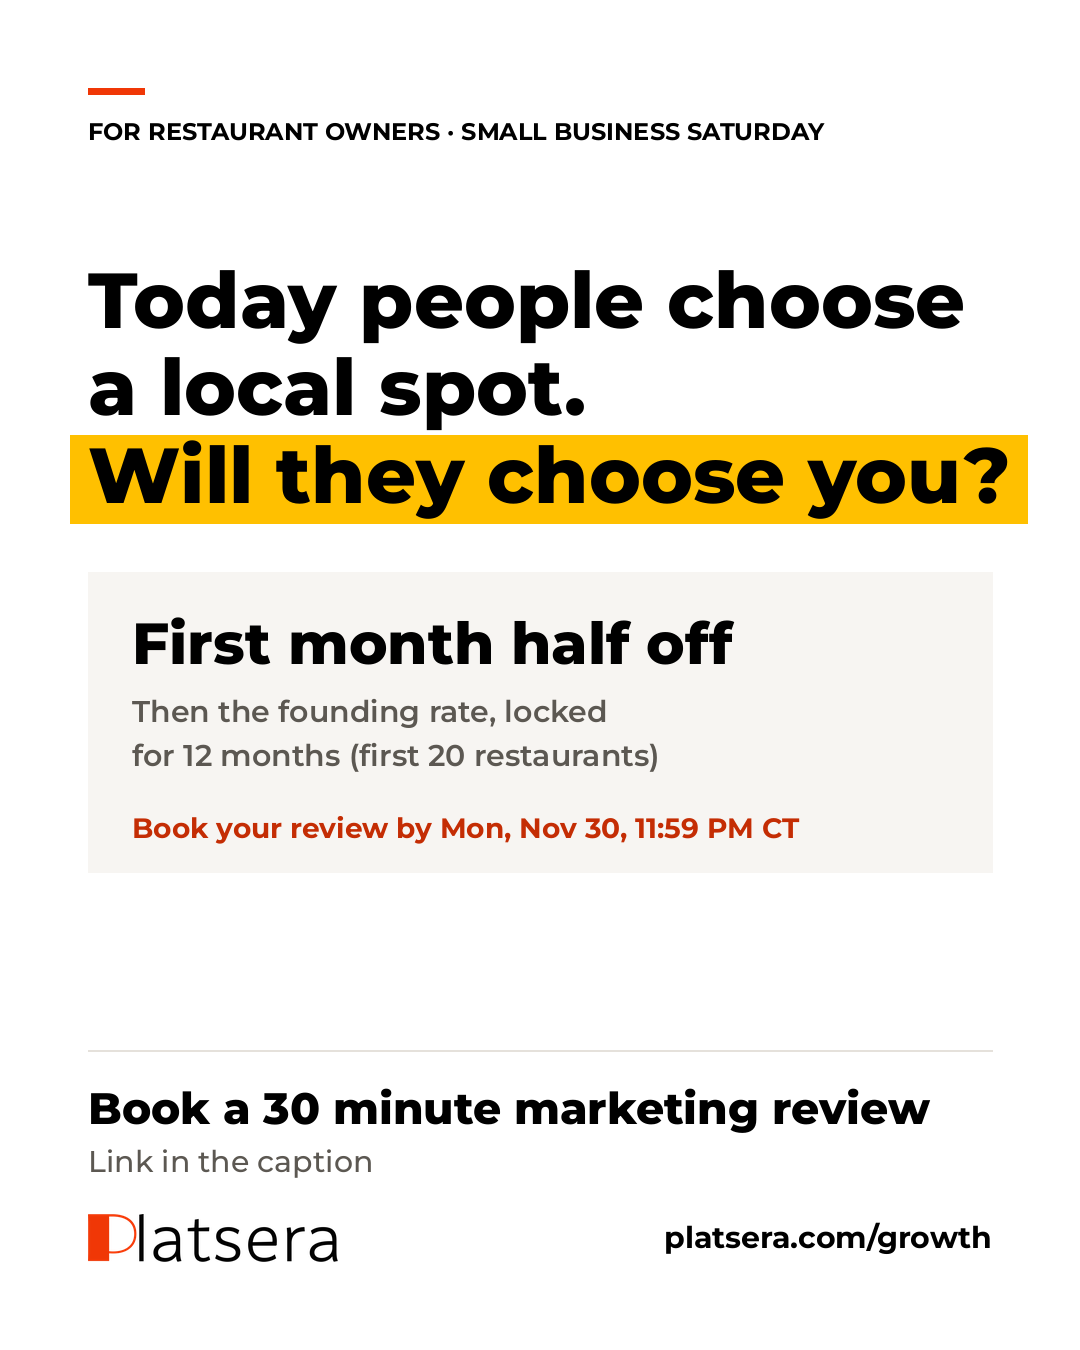 FOR RESTAURANT OWNERS · SMALL BUSINESS SATURDAY
Today people choose
a local spot.
Will they choose you?
First month half off
Then the founding rate, locked
for 12 months (first 20 restaurants)
Book your review by Mon, Nov 30, 11:59 PM CT
Book a 30 minute marketing review
Link in the caption
Platsera
platsera.com/growth